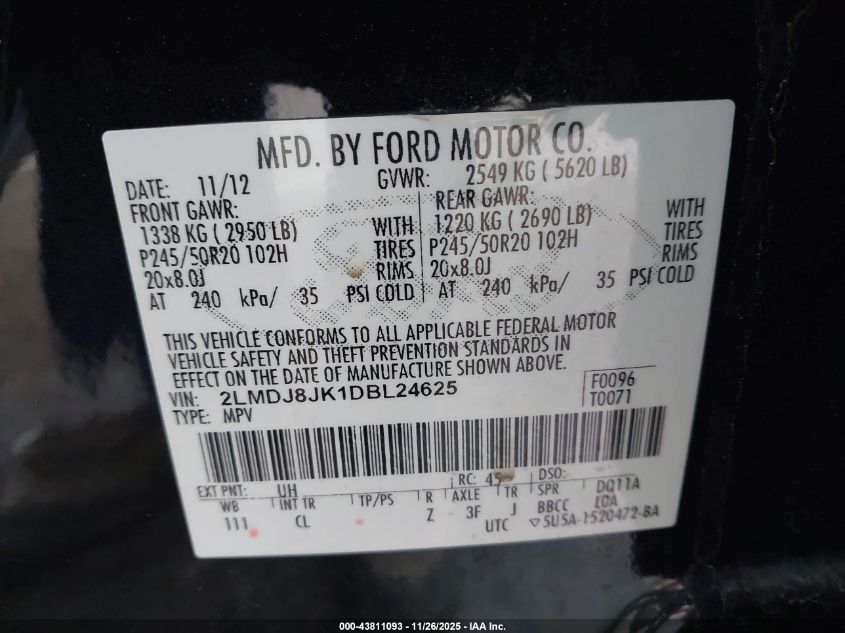 MFD. BY FORD MOTOR CO.
DATE: 11/12 GVWR: 2549 KG ( 5620 LB)
FRONT GAWR: REAR GAWR:
1338 KG ( 2950 LB) WITH 1220 KG ( 2690 LB) WITH
P245/50R20 102H TIRES P245/50R20 102H TIRES
20x8.0J RIMS 20x8.0J RIMS
AT 240 kPa/ 35 PSI COLD AT 240 kPa/ 35 PSI COLD
THIS VEHICLE CONFORMS TO ALL APPLICABLE FEDERAL MOTOR
VEHICLE SAFETY AND THEFT PREVENTION STANDARDS IN
EFFECT ON THE DATE OF MANUFACTURE SHOWN ABOVE.
VIN: 2LMDJ8JK1DBL24625 F0096
TYPE: MPV T0071
EXT PNT: UH RC: 45 DSO:
WB INT TR TP/PS R AXLE TR SPR DQ11A
111 CL Z 3F J BBCC LOA
UTC ▽5U5A-1520472-BA
000-43811093 - 11/26/2025 - IAA Inc.